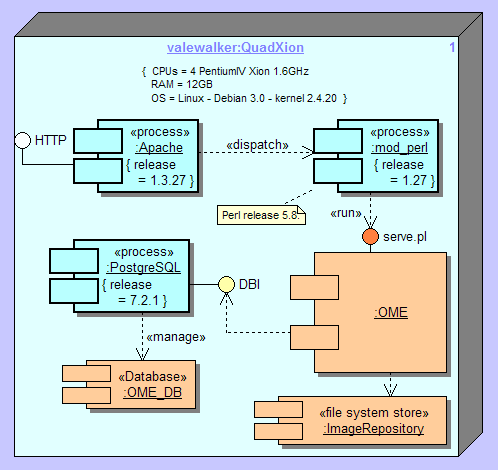 valewalker:QuadXion 1
{ CPUs = 4 PentiumIV Xion 1.6GHz
RAM = 12GB
OS = Linux - Debian 3.0 - kernel 2.4.20 }
HTTP
«process»
:Apache
{ release
= 1.3.27 }
«dispatch»
«process»
:mod_perl
{ release
= 1.27 }
Perl release 5.8.
«run»
serve.pl
«process»
:PostgreSQL
{ release
= 7.2.1 }
DBI
:OME
«manage»
«Database»
:OME_DB
«file system store»
:ImageRepository